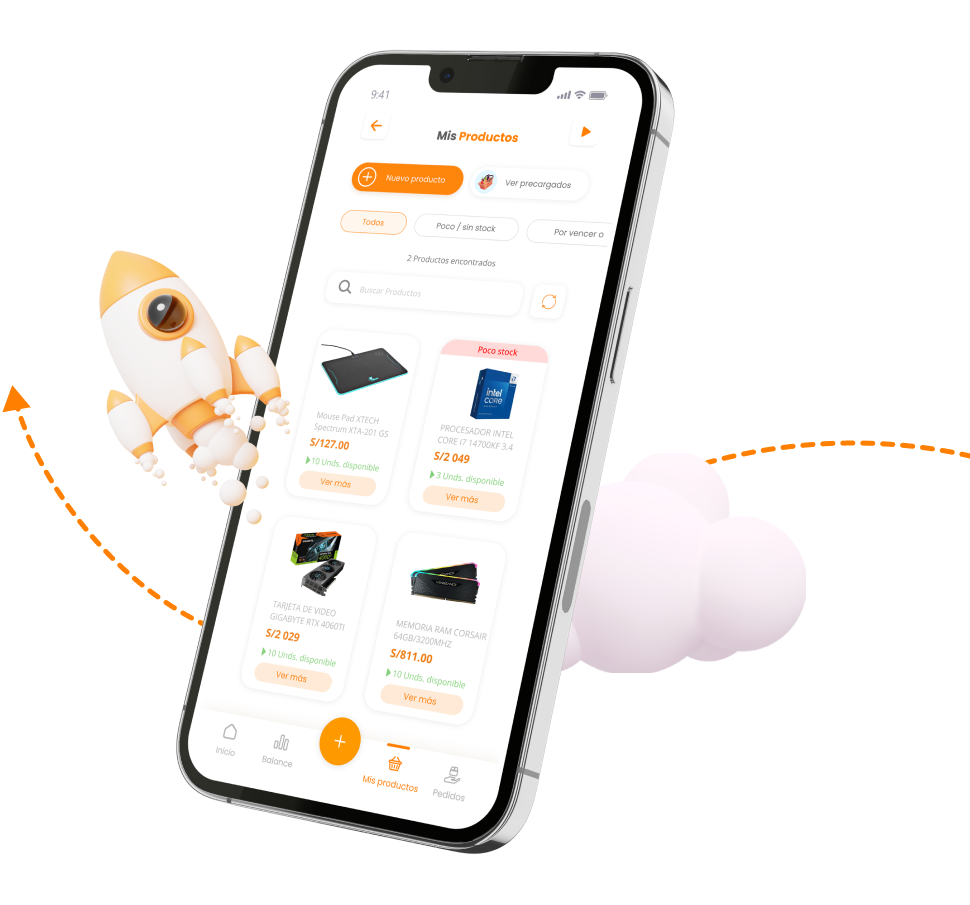 9:41
Mis Productos
Nuevo producto
Ver precargados
Todos
Poco / sin stock
Por vencer o
2 Productos encontrados
Buscar Productos
Mouse Pad XTECH
Spectrum XTA-201 GS
S/127.00
10 Unds. disponible
Ver más
Poco stock
intel
CORE
i7
PROCESADOR INTEL
CORE I7 14700KF 3.4
S/2 049
3 Unds. disponible
Ver más
TARJETA DE VIDEO
GIGABYTE RTX 4060TI
S/2 029
10 Unds. disponible
Ver más
MEMORIA RAM CORSAIR
64GB/3200MHZ
S/811.00
10 Unds. disponible
Ver más
Inicio
Balance
Mis productos
Pedidos